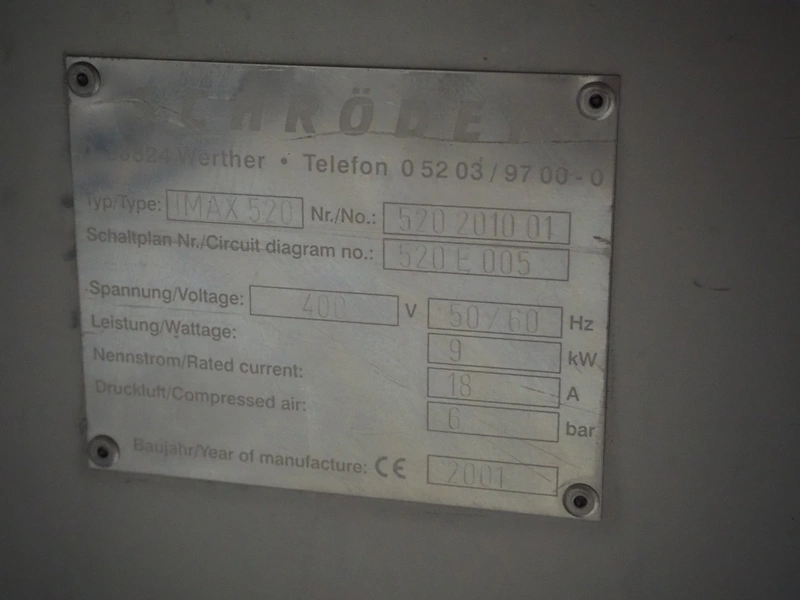 SCHRÖDER
33824 Werther • Telefon 0 52 03 / 97 00 - 0
Typ/Type: IMAX 520 Nr./No.: 520 2010 01
Schaltplan Nr./Circuit diagram no.: 520 E 005
Spannung/Voltage: 400 V 50/60 Hz
Leistung/Wattage: 9 kW
Nennstrom/Rated current: 18 A
Druckluft/Compressed air: 6 bar
Baujahr/Year of manufacture: CE 2001